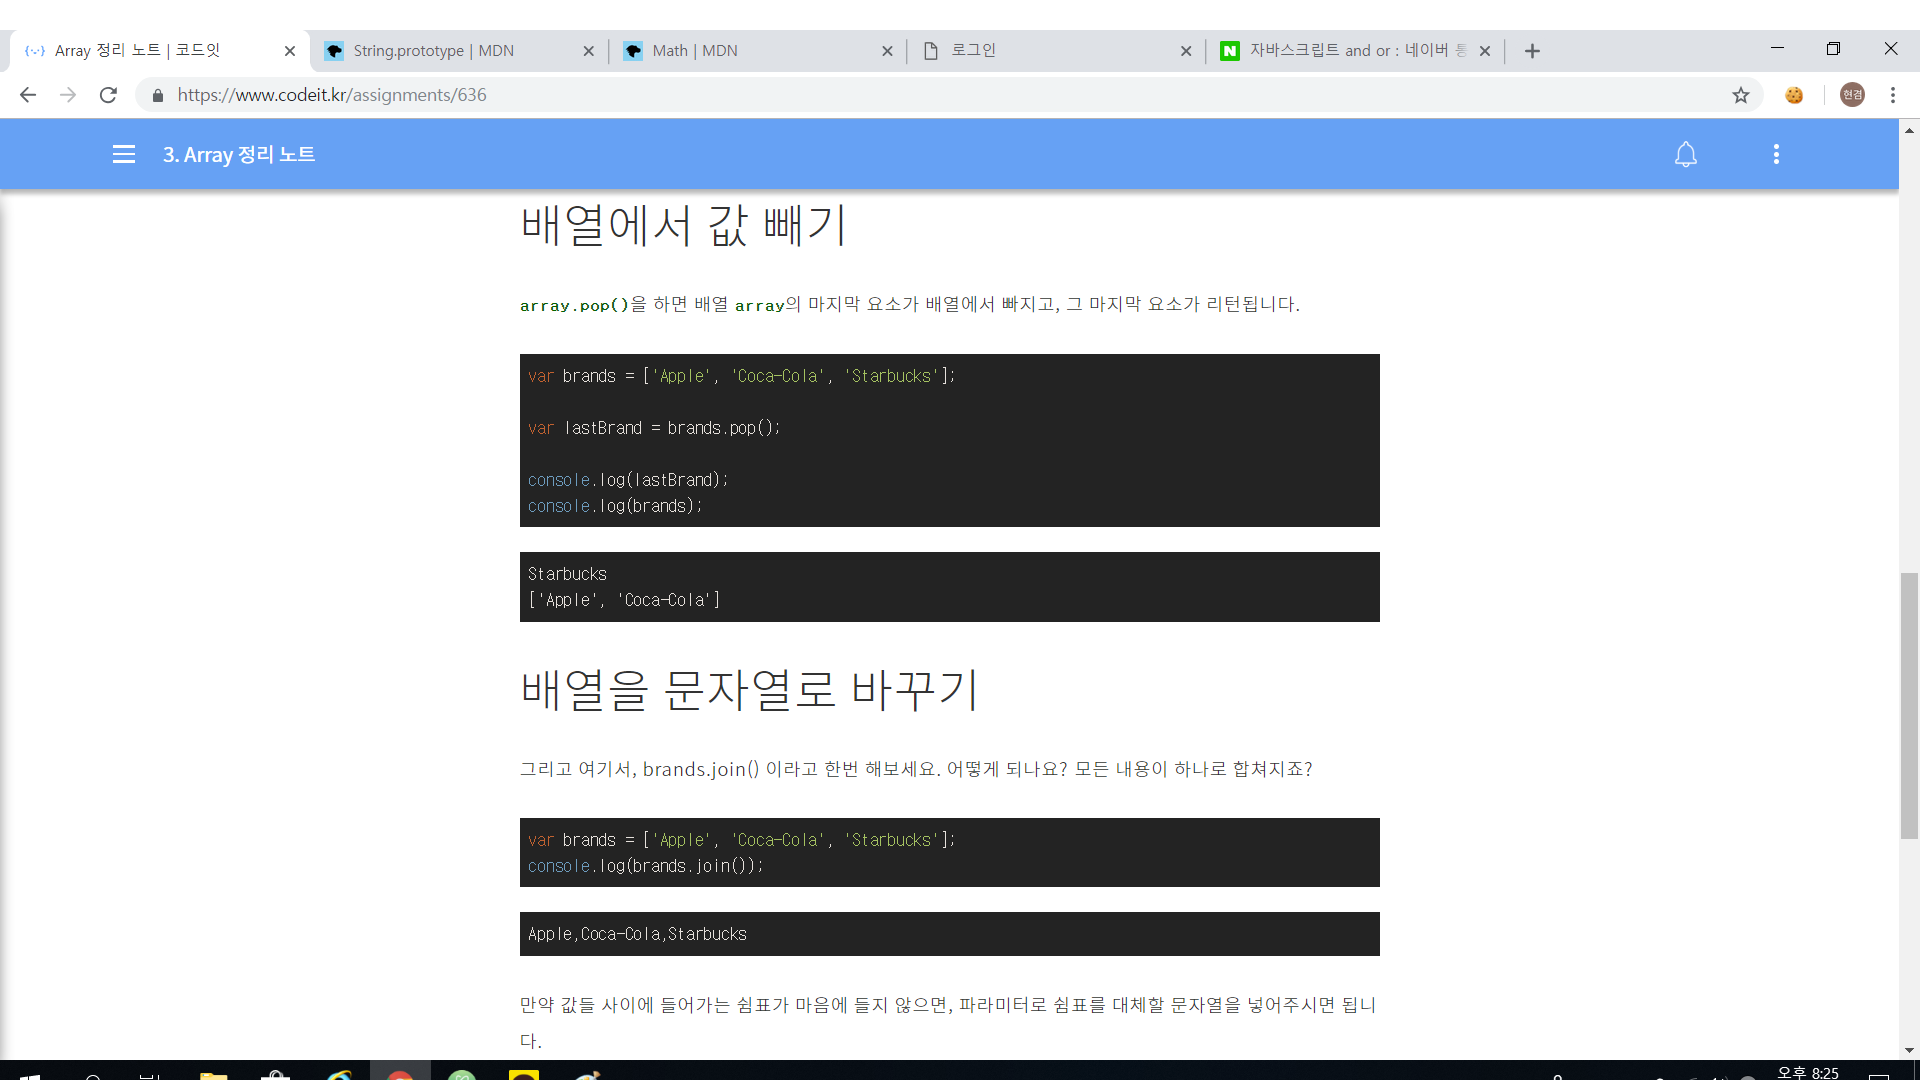 Array 정리 노트 | 코드잇
String.prototype | MDN
Math | MDN
로그인
자바스크립트 and or : 네이버 통
https://www.codeit.kr/assignments/636
현겸
3. Array 정리 노트
배열에서 값 빼기
array.pop()을 하면 배열 array의 마지막 요소가 배열에서 빠지고, 그 마지막 요소가 리턴됩니다.
var brands = ['Apple', 'Coca-Cola', 'Starbucks'];
var lastBrand = brands.pop();
console.log(lastBrand);
console.log(brands);
Starbucks
['Apple', 'Coca-Cola']
배열을 문자열로 바꾸기
그리고 여기서, brands.join() 이라고 한번 해보세요. 어떻게 되나요? 모든 내용이 하나로 합쳐지죠?
var brands = ['Apple', 'Coca-Cola', 'Starbucks'];
console.log(brands.join());
Apple,Coca-Cola,Starbucks
만약 값들 사이에 들어가는 쉼표가 마음에 들지 않으면, 파라미터로 쉼표를 대체할 문자열을 넣어주시면 됩니
다.
오후 8:25